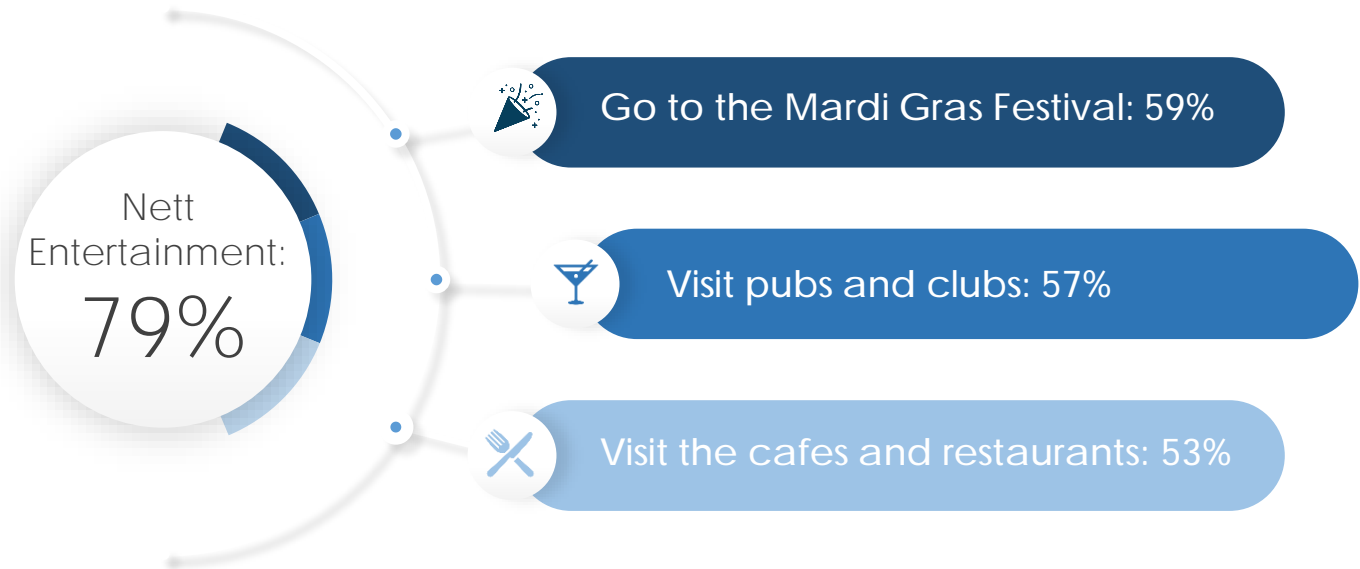 Nett
Entertainment:
79%
Go to the Mardi Gras Festival: 59%
Visit pubs and clubs: 57%
Visit the cafes and restaurants: 53%